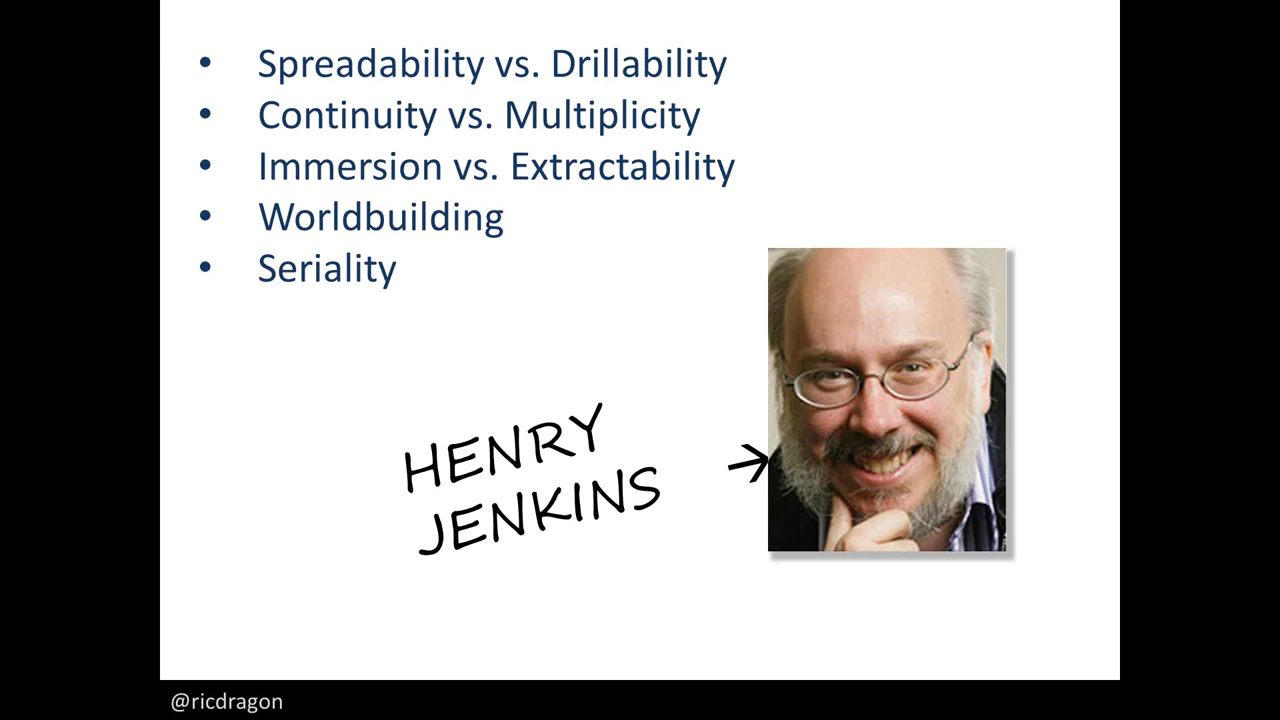 • Spreadability vs. Drillability
• Continuity vs. Multiplicity
• Immersion vs. Extractability
• Worldbuilding
• Seriality
HENRY
JENKINS →
@ricdragon